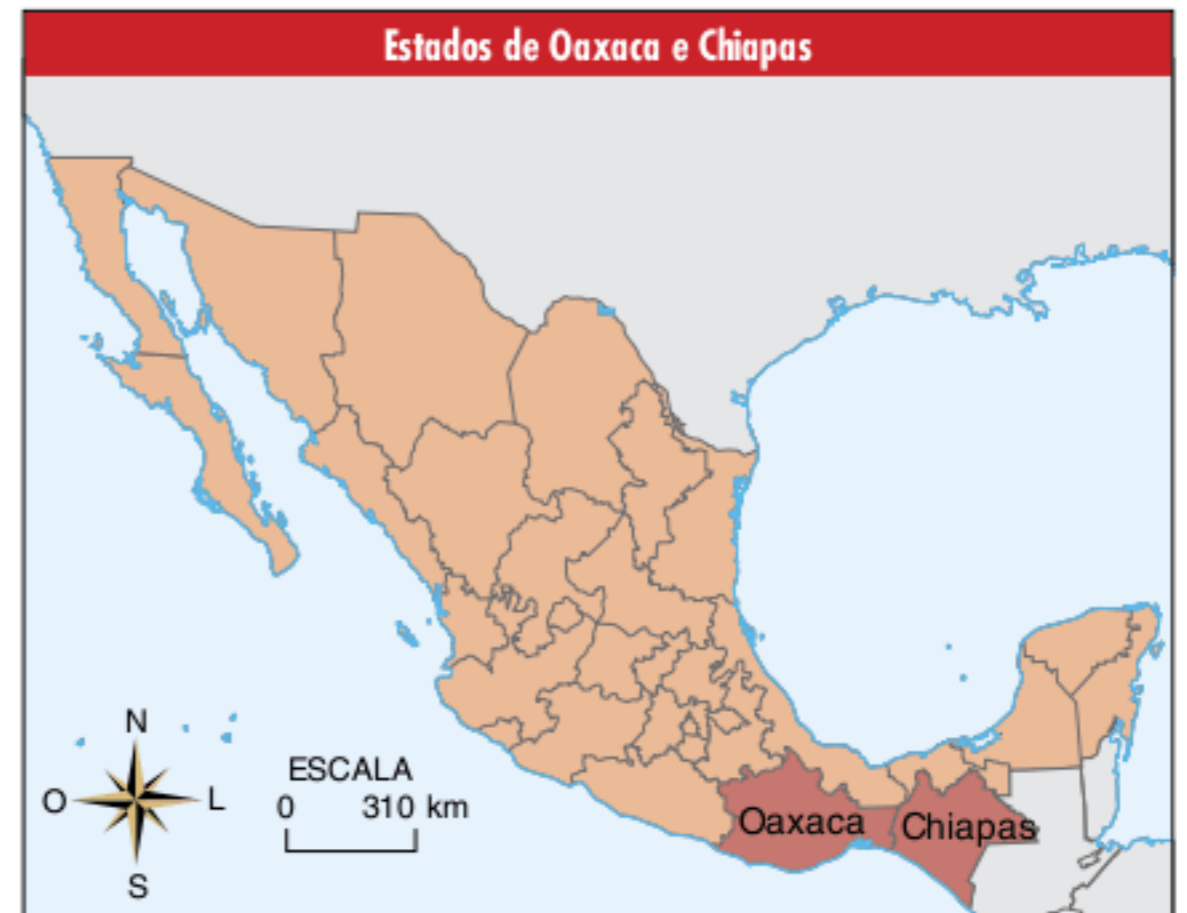 Estados de Oaxaca e Chiapas
N
O
L
S
ESCALA
0 310 km
Oaxaca
Chiapas